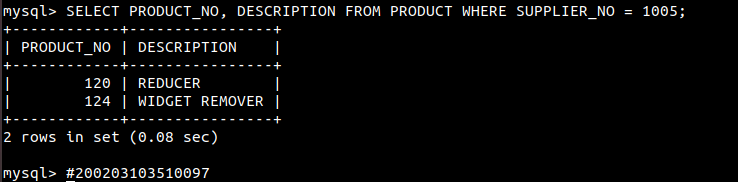 mysql> SELECT PRODUCT_NO, DESCRIPTION FROM PRODUCT WHERE SUPPLIER_NO = 1005;
+------------+----------------+
| PRODUCT_NO | DESCRIPTION    |
+------------+----------------+
|        120 | REDUCER        |
|        124 | WIDGET REMOVER |
+------------+----------------+
2 rows in set (0.08 sec)

mysql> #200203103510097